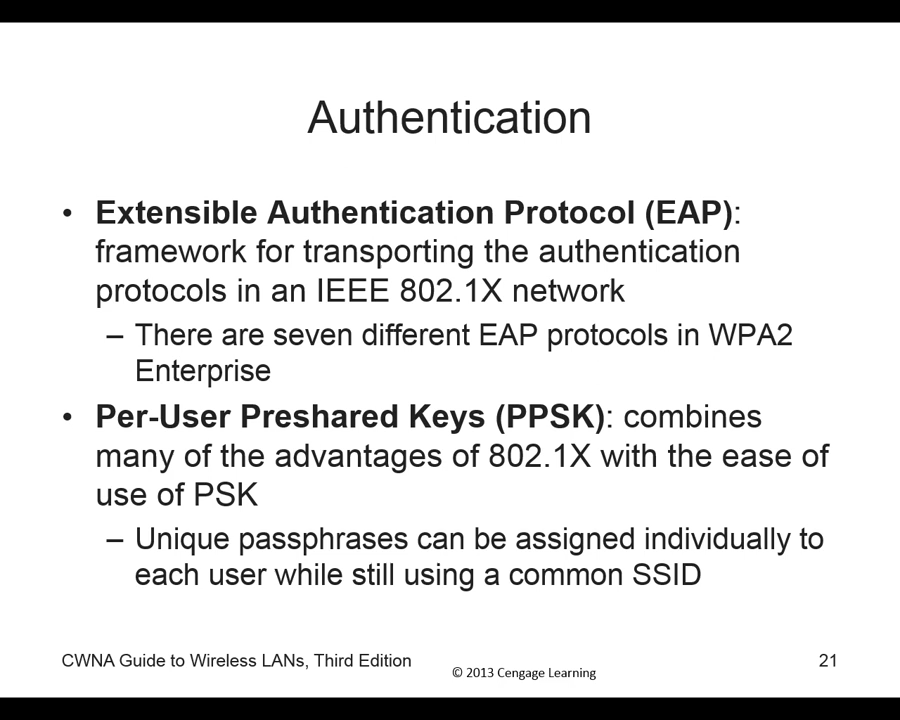 Authentication
• Extensible Authentication Protocol (EAP):
framework for transporting the authentication
protocols in an IEEE 802.1X network
– There are seven different EAP protocols in WPA2
Enterprise
• Per-User Preshared Keys (PPSK): combines
many of the advantages of 802.1X with the ease of
use of PSK
– Unique passphrases can be assigned individually to
each user while still using a common SSID
CWNA Guide to Wireless LANs, Third Edition
© 2013 Cengage Learning
21